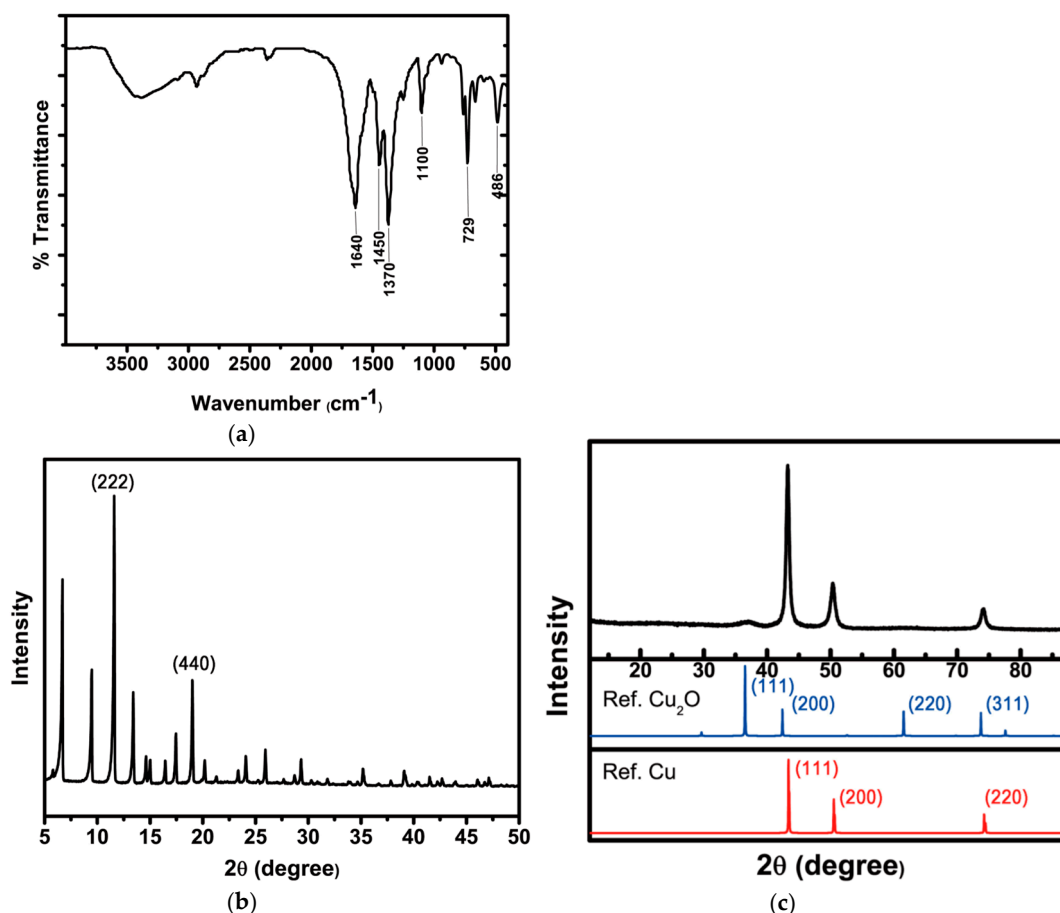 % Transmittance
1640
1450
1370
1100
729
486
3500 3000 2500 2000 1500 1000 500
Wavenumber (cm⁻¹)
(a)
Intensity
(222)
(440)
5 10 15 20 25 30 35 40 45 50
2θ (degree)
(b)
Intensity
20 30 40 50 60 70 80
Ref. Cu₂O
(111)
(200)
(220)
(311)
Ref. Cu
(111)
(200)
(220)
2θ (degree)
(c)